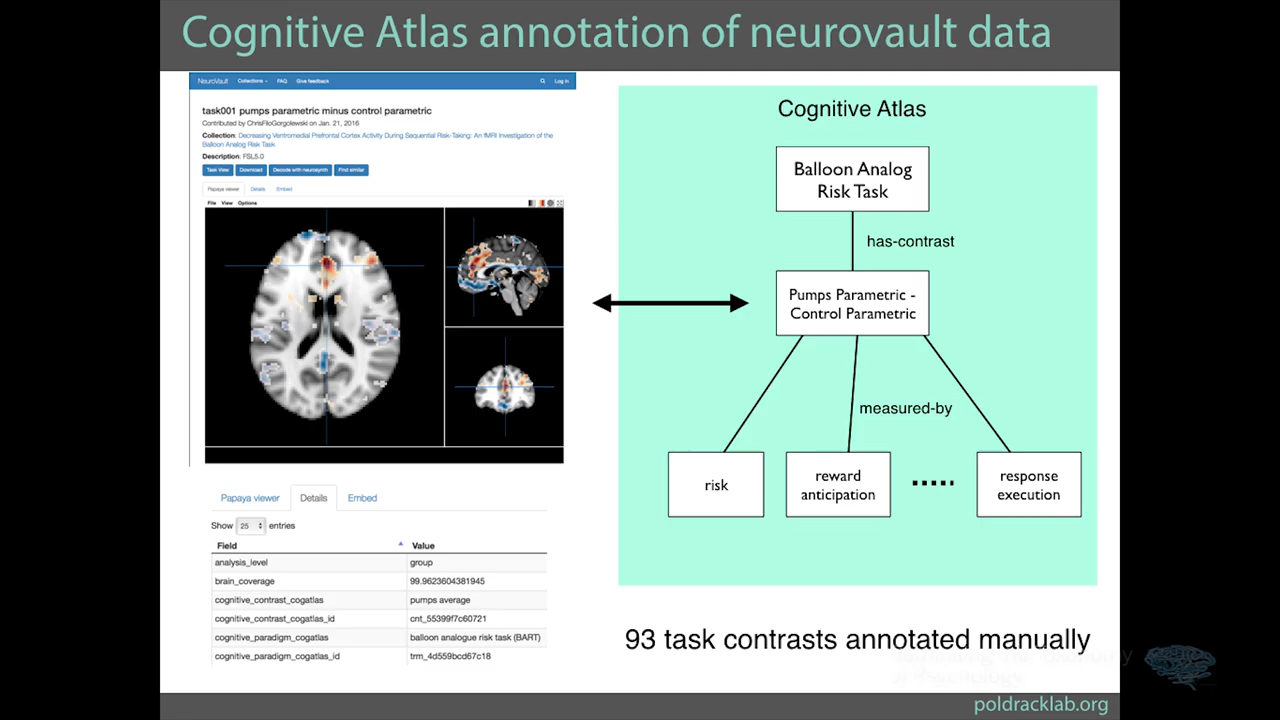 Cognitive Atlas annotation of neurovault data
NeuroVault Collections FAQ Give feedback Log in
task001 pumps parametric minus control parametric
Contributed by ChrisFiloGorgolewski on Jan. 21, 2016
Collection: Decreasing Ventromedial Prefrontal Cortex Activity During Sequential Risk-Taking: An fMRI Investigation of the
Balloon Analog Risk Task
Description: FSL5.0
Task View Download Decode with neurosynth Find similar
Papaya viewer Details Embed
File View Options
Papaya viewer Details Embed
Show 25 entries
Field Value
analysis_level group
brain_coverage 99.9623604381945
cognitive_contrast_cogatlas pumps average
cognitive_contrast_cogatlas_id cnt_55399f7c60721
cognitive_paradigm_cogatlas balloon analogue risk task (BART)
cognitive_paradigm_cogatlas_id trm_4d559bcd67c18
Cognitive Atlas
Balloon Analog
Risk Task
has-contrast
Pumps Parametric -
Control Parametric
measured-by
risk
reward
anticipation
.....
response
execution
93 task contrasts annotated manually
poldracklab.org